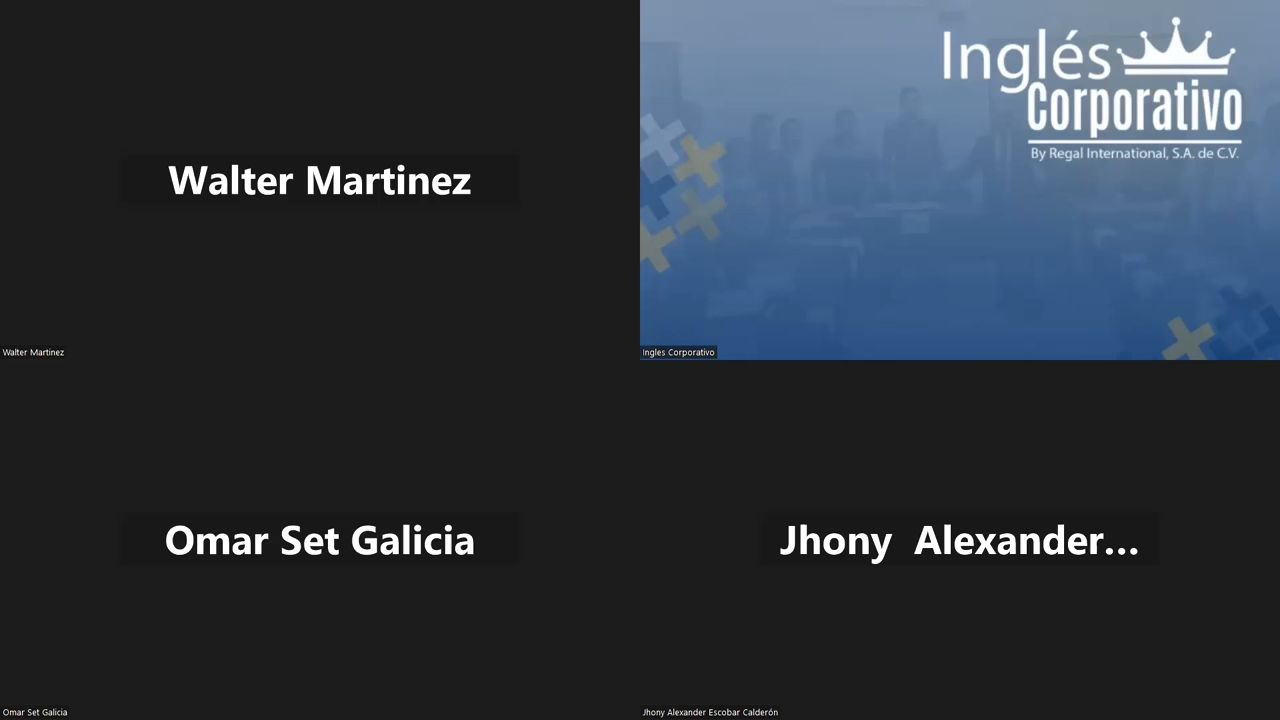 Walter Martinez
Walter Martinez
Inglés
Corporativo
By Regal International, S.A. de C.V.
Ingles Corporativo
Omar Set Galicia
Omar Set Galicia
Jhony Alexander...
Jhony Alexander Escobar Calderón